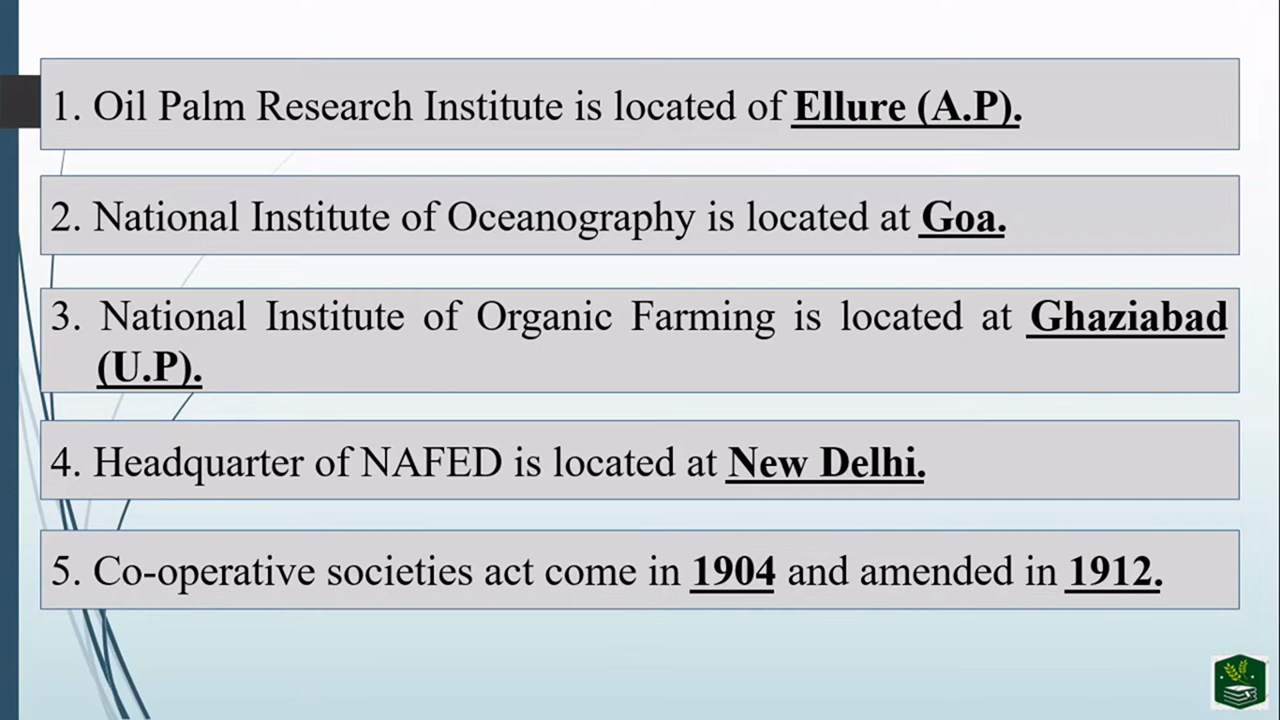 1. Oil Palm Research Institute is located of Ellure (A.P).
2. National Institute of Oceanography is located at Goa.
3. National Institute of Organic Farming is located at Ghaziabad
(U.P).
4. Headquarter of NAFED is located at New Delhi.
5. Co-operative societies act come in 1904 and amended in 1912.